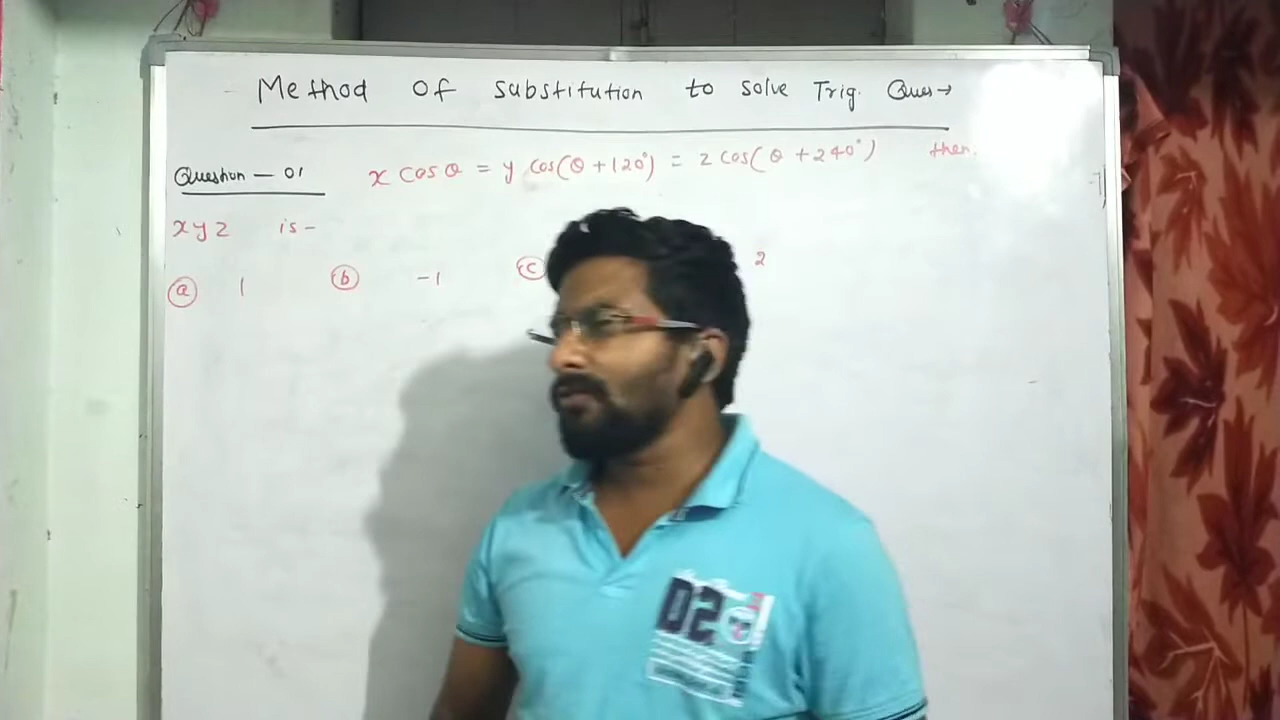 Method of substitution to solve Trig. Ques →
Question - 01 x cos θ = y cos(θ + 120°) = z cos(θ + 240°) then.
xyz is -
(a) 1 (b) -1 (c) 2
D2